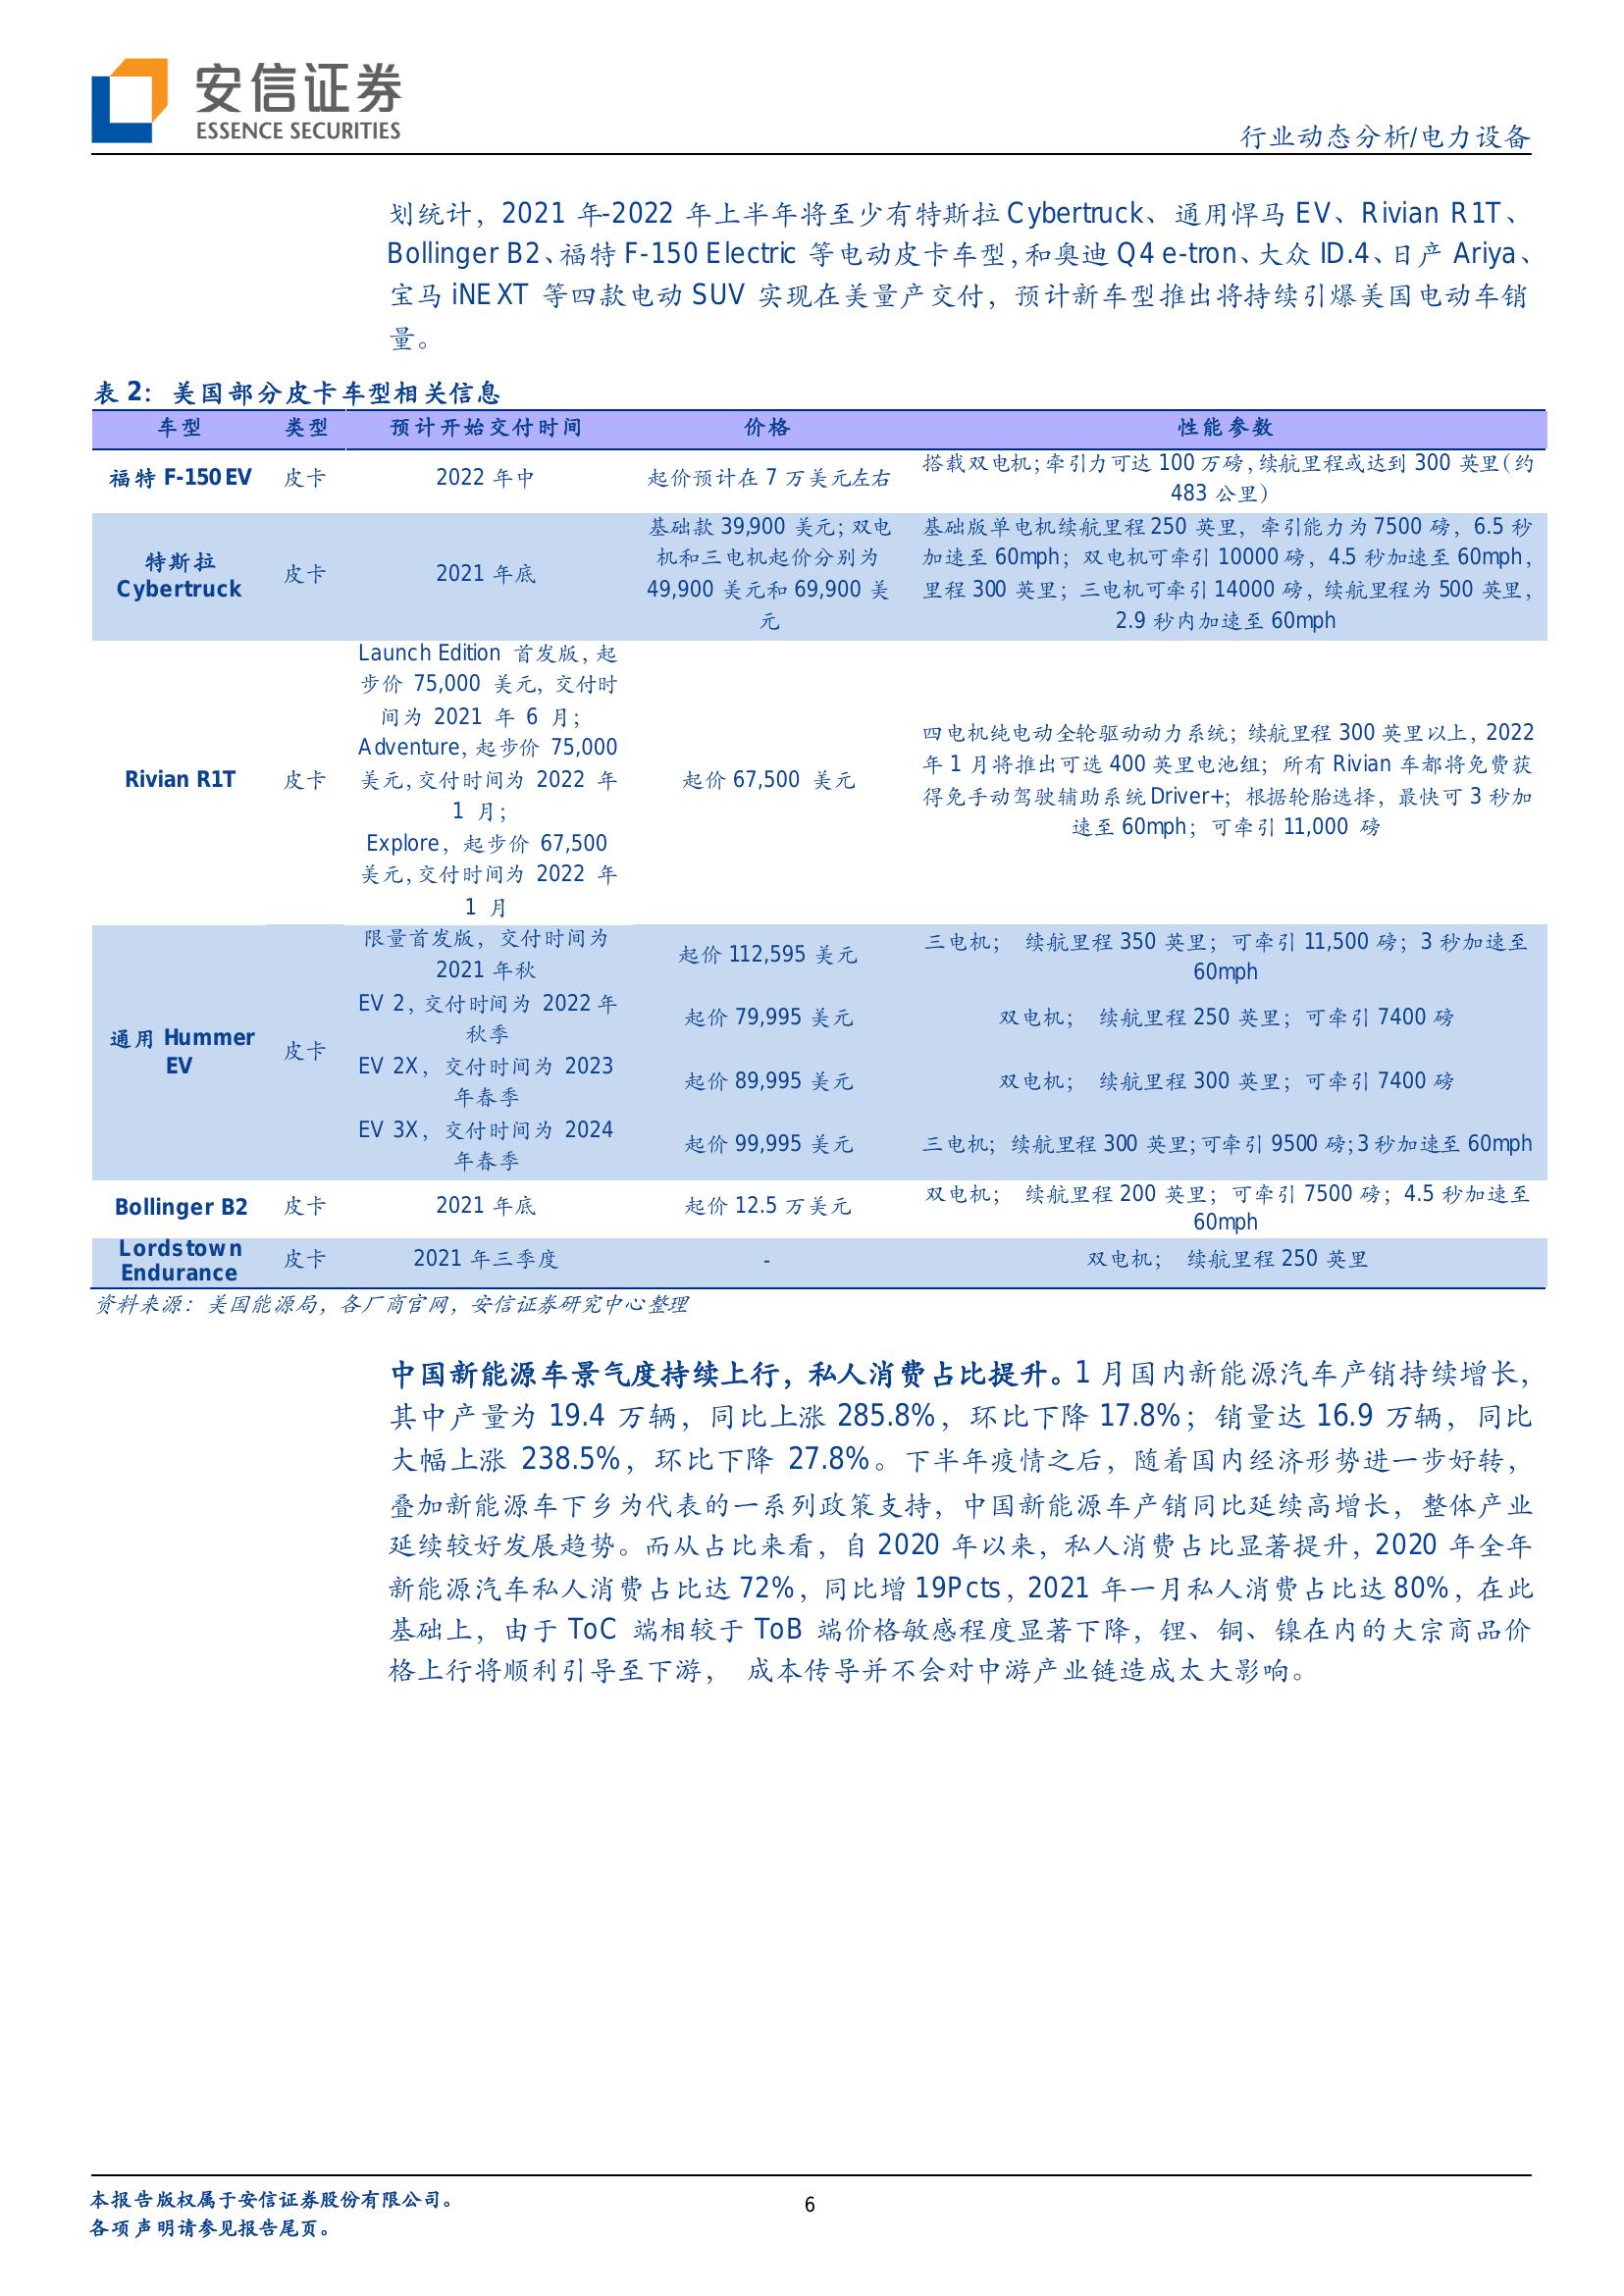 安信证券
ESSENCE SECURITIES
行业动态分析/电力设备
划统计，2021 年-2022 年上半年将至少有特斯拉 Cybertruck、通用悍马 EV、Rivian R1T、
Bollinger B2、福特 F-150 Electric 等电动皮卡车型，和奥迪 Q4 e-tron、大众 ID.4、日产 Ariya、
宝马 iNEXT 等四款电动 SUV 实现在美量产交付，预计新车型推出将持续引爆美国电动车销
量。
表 2：美国部分皮卡车型相关信息
车型 类型 预计开始交付时间 价格 性能参数
福特 F-150 EV 皮卡 2022 年中 起价预计在 7 万美元左右
搭载双电机；牵引力可达 100 万磅，续航里程或达到 300 英里（约
483 公里）
特斯拉
Cybertruck
皮卡
2021 年底
基础款 39,900 美元；双电
机和三电机起价分别为
49,900 美元和 69,900 美
元
基础版单电机续航里程 250 英里，牵引能力为 7500 磅，6.5 秒
加速至 60mph；双电机可牵引 10000 磅，4.5 秒加速至 60mph，
里程 300 英里；三电机可牵引 14000 磅，续航里程为 500 英里，
2.9 秒内加速至 60mph
Rivian R1T
皮卡
Launch Edition 首发版，起
步价 75,000 美元，交付时
间为 2021 年 6 月；
Adventure，起步价 75,000
美元，交付时间为 2022 年
1 月；
Explore，起步价 67,500
美元，交付时间为 2022 年
1 月
起价 67,500 美元
四电机纯电动全轮驱动动力系统；续航里程 300 英里以上，2022
年 1 月将推出可选 400 英里电池组；所有 Rivian 车都将免费获
得免手动驾驶辅助系统 Driver+；根据轮胎选择，最快可 3 秒加
速至 60mph；可牵引 11,000 磅
通用 Hummer
EV
皮卡
限量首发版，交付时间为
2021 年秋
起价 112,595 美元
三电机； 续航里程 350 英里；可牵引 11,500 磅；3 秒加速至
60mph
EV 2，交付时间为 2022 年
秋季
起价 79,995 美元
双电机； 续航里程 250 英里；可牵引 7400 磅
EV 2X，交付时间为 2023
年春季
起价 89,995 美元
双电机； 续航里程 300 英里；可牵引 7400 磅
EV 3X，交付时间为 2024
年春季
起价 99,995 美元
三电机；续航里程 300 英里；可牵引 9500 磅；3 秒加速至 60mph
Bollinger B2 皮卡 2021 年底 起价 12.5 万美元
双电机； 续航里程 200 英里；可牵引 7500 磅；4.5 秒加速至
60mph
Lordstown
Endurance
皮卡 2021 年三季度 - 双电机； 续航里程 250 英里
资料来源：美国能源局，各厂商官网，安信证券研究中心整理
中国新能源车景气度持续上行，私人消费占比提升。1 月国内新能源汽车产销持续增长，
其中产量为 19.4 万辆，同比上涨 285.8%，环比下降 17.8%；销量达 16.9 万辆，同比
大幅上涨 238.5%，环比下降 27.8%。下半年疫情之后，随着国内经济形势进一步好转，
叠加新能源车下乡为代表的一系列政策支持，中国新能源车产销同比延续高增长，整体产业
延续较好发展趋势。而从占比来看，自 2020 年以来，私人消费占比显著提升，2020 年全年
新能源汽车私人消费占比达 72%，同比增 19Pcts，2021 年一月私人消费占比达 80%，在此
基础上，由于 ToC 端相较于 ToB 端价格敏感程度显著下降，锂、铜、镍在内的大宗商品价
格上行将顺利引导至下游， 成本传导并不会对中游产业链造成太大影响。
本报告版权属于安信证券股份有限公司。
各项声明请参见报告尾页。
6